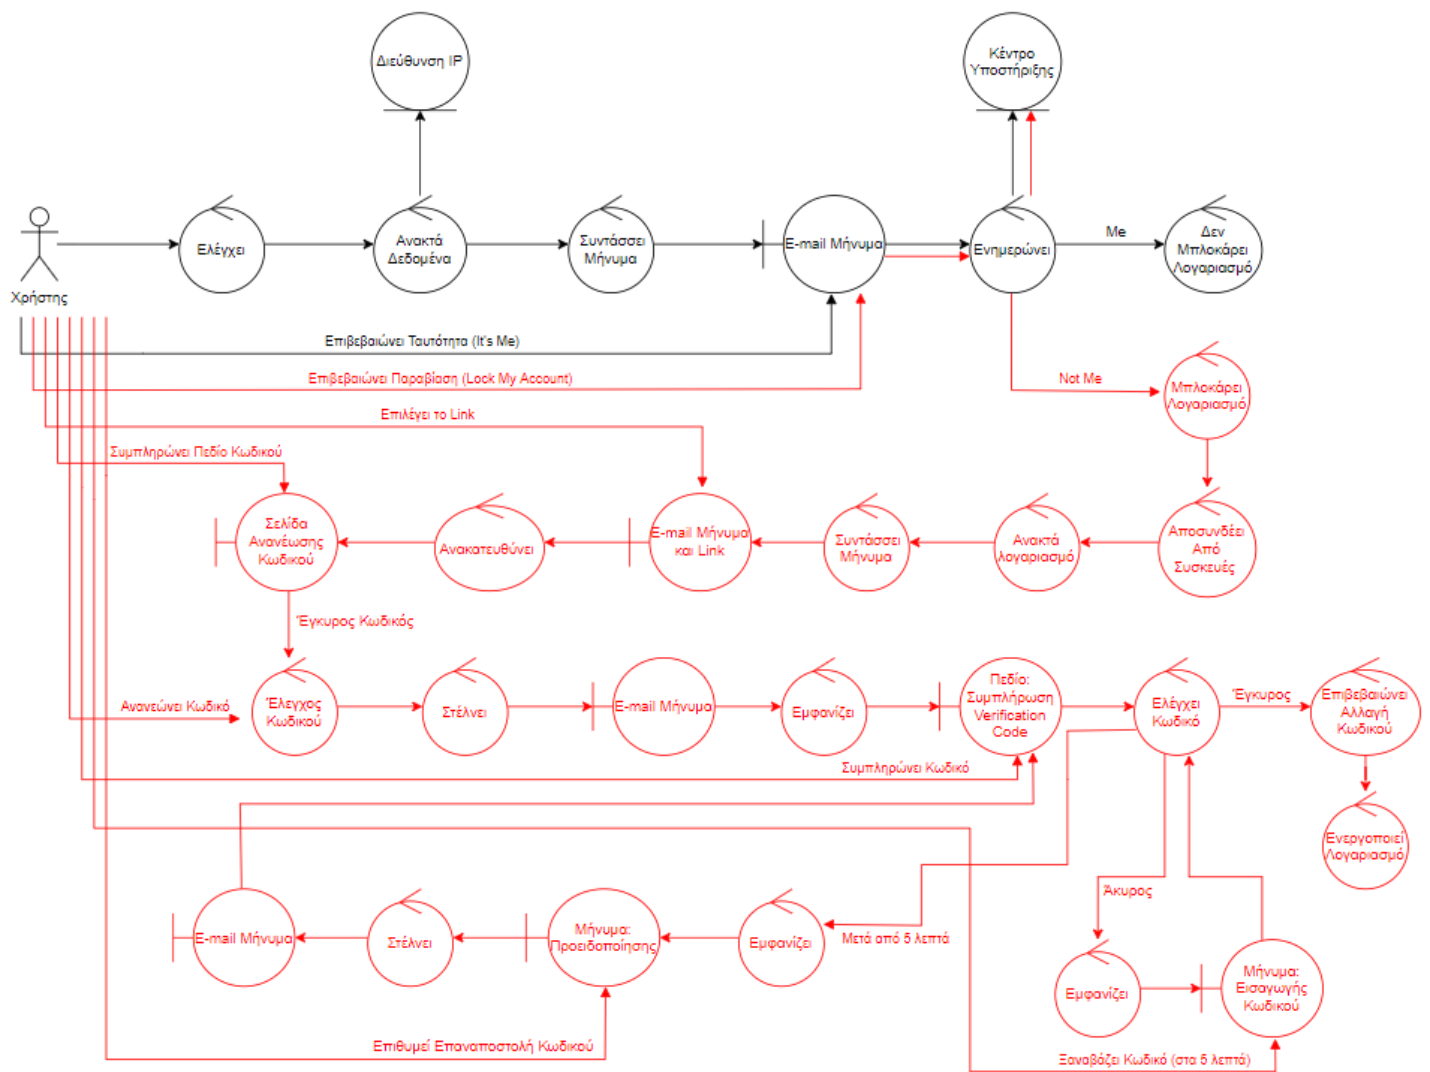 Διεύθυνση IP
Κέντρο
Υποστήριξης
Χρήστης
Ελέγχει
Ανακτά
Δεδομένα
Συντάσσει
Μήνυμα
E-mail Μήνυμα
Ενημερώνει
Me
Δεν
Μπλοκάρει
Λογαριασμό
Επιβεβαιώνει Ταυτότητα (It's Me)
Επιβεβαιώνει Παραβίαση (Lock My Account)
Not Me
Μπλοκάρει
Λογαριασμό
Επιλέγει το Link
Συμπληρώνει Πεδίο Κωδικού
Σελίδα
Ανανέωσης
Κωδικού
Ανακατευθύνει
E-mail Μήνυμα
και Link
Συντάσσει
Μήνυμα
Ανακτά
λογαριασμό
Αποσυνδέει
Από
Συσκευές
Έγκυρος Κωδικός
Ανανεώνει Κωδικό
Έλεγχος
Κωδικού
Στέλνει
E-mail Μήνυμα
Εμφανίζει
Πεδίο:
Συμπλήρωση
Verification
Code
Ελέγχει
Κωδικό
Έγκυρος
Επιβεβαιώνει
Αλλαγή
Κωδικού
Συμπληρώνει Κωδικό
Ενεργοποιεί
Λογαριασμό
Άκυρος
E-mail Μήνυμα
Στέλνει
Μήνυμα:
Προειδοποίησης
Εμφανίζει
Μετά από 5 λεπτά
Εμφανίζει
Μήνυμα:
Εισαγωγής
Κωδικού
Επιθυμεί Επαναποστολή Κωδικού
Ξαναβάζει Κωδικό (στα 5 λεπτά)